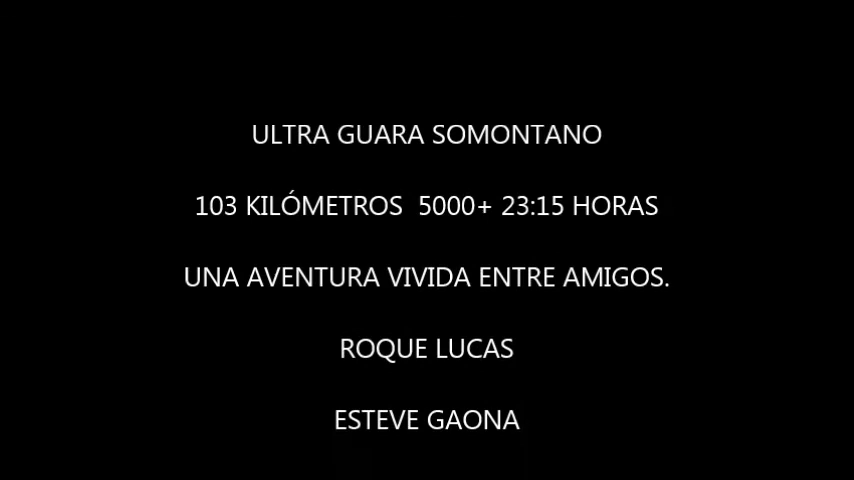 ULTRA GUARA SOMONTANO
103 KILÓMETROS  5000+ 23:15 HORAS
UNA AVENTURA VIVIDA ENTRE AMIGOS.
ROQUE LUCAS
ESTEVE GAONA